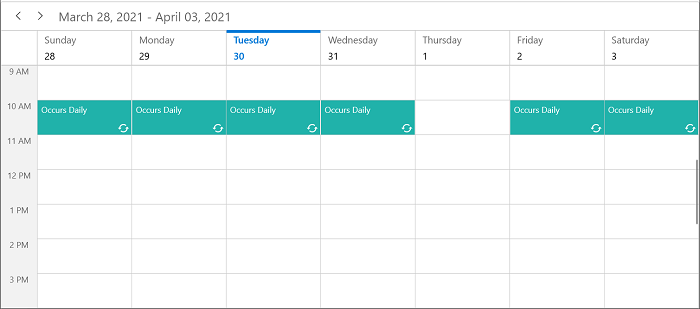 March 28, 2021 - April 03, 2021
Sunday Monday Tuesday Wednesday Thursday Friday Saturday
28 29 30 31 1 2 3
9 AM
10 AM Occurs Daily Occurs Daily Occurs Daily Occurs Daily Occurs Daily Occurs Daily
11 AM
12 PM
1 PM
2 PM
3 PM